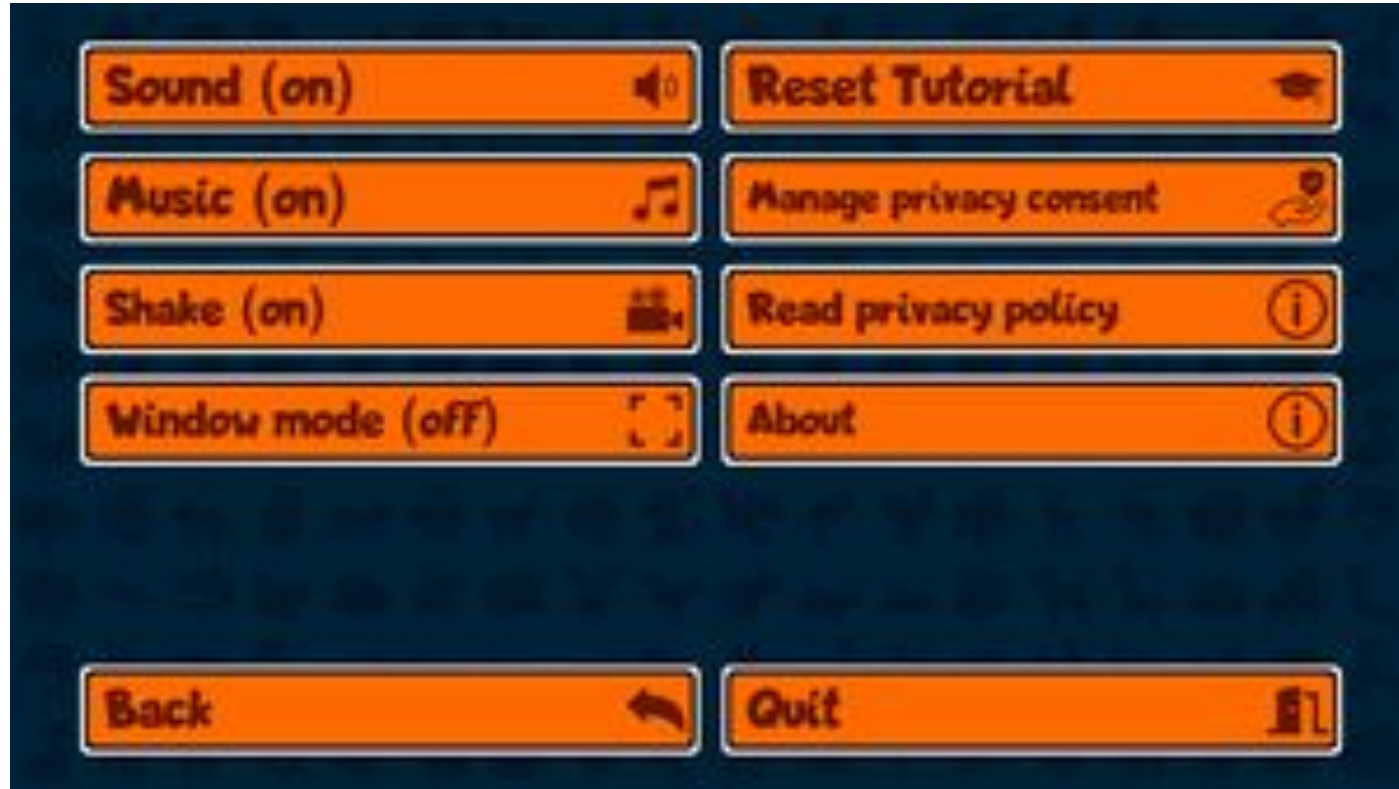 Sound (on)
Reset Tutorial
Music (on)
Manage privacy consent
Shake (on)
Read privacy policy
Window mode (off)
About
Back
Quit